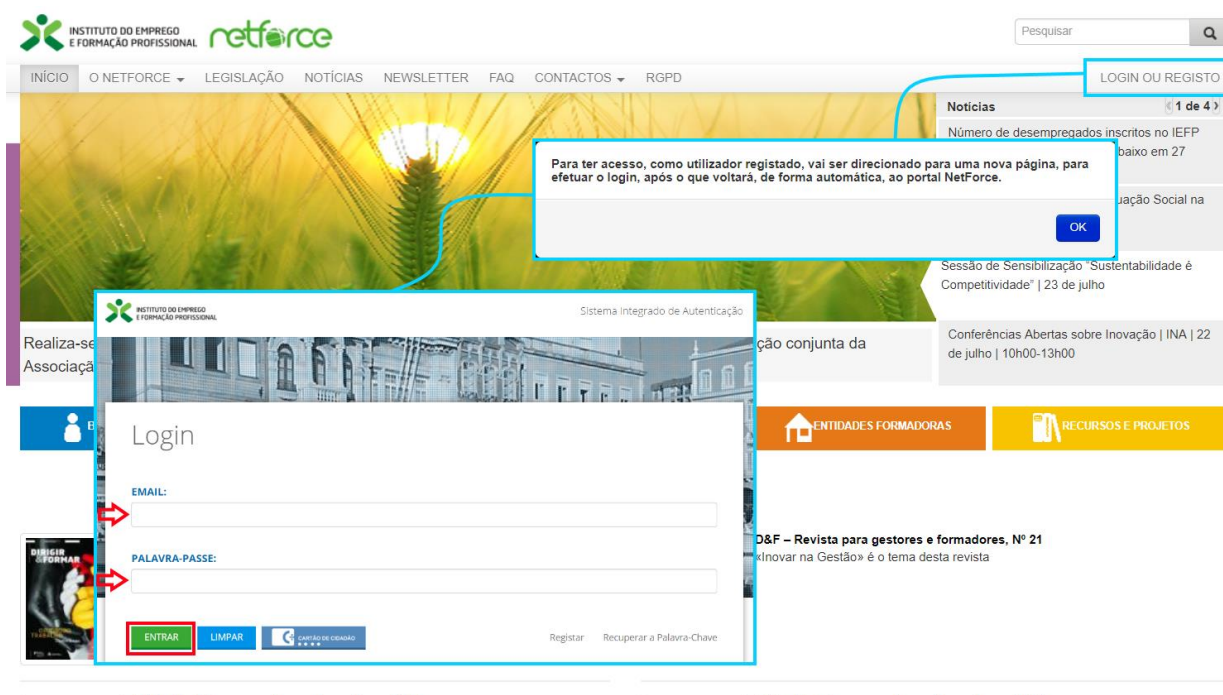 INSTITUTO DO EMPREGO
E FORMAÇÃO PROFISSIONAL
netforce
Pesquisar
INÍCIO O NETFORCE LEGISLAÇÃO NOTÍCIAS NEWSLETTER FAQ CONTACTOS RGPD
LOGIN OU REGISTO
Notícias 1 de 4
Número de desempregados inscritos no IEFP
baixo em 27
Para ter acesso, como utilizador registado, vai ser direcionado para uma nova página, para
efetuar o login, após o que voltará, de forma automática, ao portal NetForce.
OK
uação Social na
Sessão de Sensibilização "Sustentabilidade é
Competitividade" | 23 de julho
Conferências Abertas sobre Inovação | INA | 22
de julho | 10h00-13h00
Realiza-se
Associaçã
ção conjunta da
INSTITUTO DO EMPREGO
E FORMAÇÃO PROFISSIONAL
Sistema Integrado de Autenticação
Login
EMAIL:
PALAVRA-PASSE:
ENTRAR LIMPAR CARTÃO DE CIDADÃO
Registar Recuperar a Palavra-Chave
ENTIDADES FORMADORAS
RECURSOS E PROJETOS
DIRIGIR
&FORMAR
D&F – Revista para gestores e formadores, Nº 21
«Inovar na Gestão» é o tema desta revista